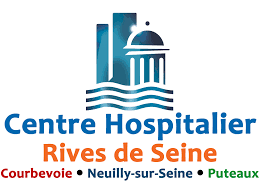 Centre Hospitalier
Rives de Seine
Courbevoie • Neuilly-sur-Seine • Puteaux